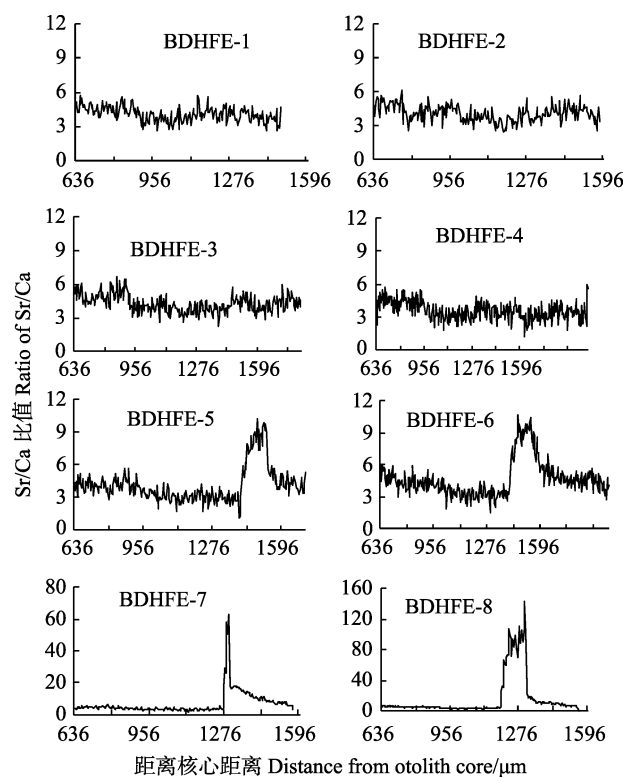 12
9
6
3
0
BDHFE-1
636 956 1276 1596
12
9
6
3
0
BDHFE-2
636 956 1276 1596
12
9
6
3
0
BDHFE-3
636 956 1276 1596
12
9
6
3
0
BDHFE-4
636 956 1276 1596
12
9
6
3
0
BDHFE-5
636 956 1276 1596
12
9
6
3
0
BDHFE-6
636 956 1276 1596
80
60
40
20
0
BDHFE-7
636 956 1276 1596
160
120
80
40
0
BDHFE-8
636 956 1276 1596
Sr/Ca 比值 Ratio of Sr/Ca
距离核心距离 Distance from otolith core/μm